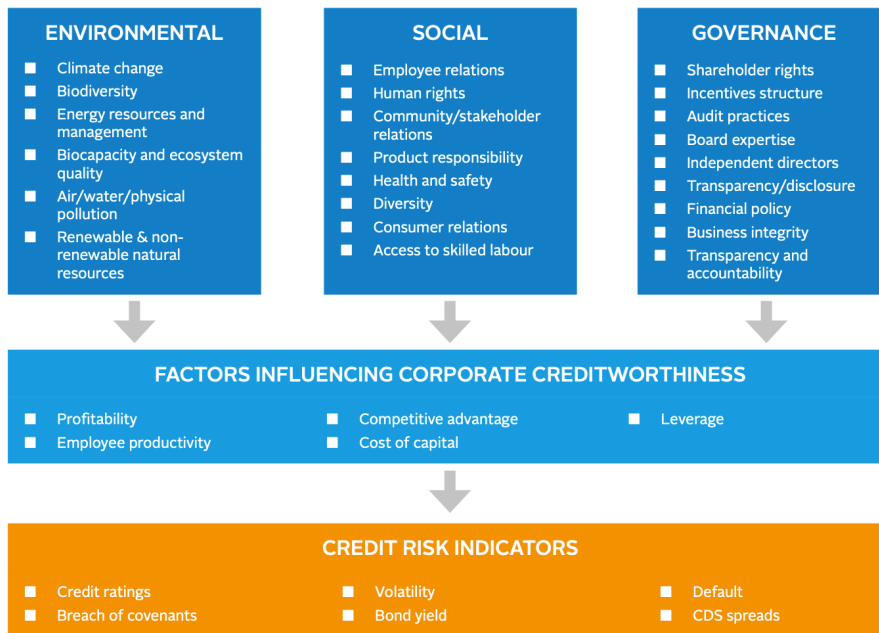 ENVIRONMENTAL
Climate change
Biodiversity
Energy resources and
management
Biocapacity and ecosystem
quality
Air/water/physical
pollution
Renewable & non-
renewable natural
resources
SOCIAL
Employee relations
Human rights
Community/stakeholder
relations
Product responsibility
Health and safety
Diversity
Consumer relations
Access to skilled labour
GOVERNANCE
Shareholder rights
Incentives structure
Audit practices
Board expertise
Independent directors
Transparency/disclosure
Financial policy
Business integrity
Transparency and
accountability
FACTORS INFLUENCING CORPORATE CREDITWORTHINESS
Profitability
Employee productivity
Competitive advantage
Cost of capital
Leverage
CREDIT RISK INDICATORS
Credit ratings
Breach of covenants
Volatility
Bond yield
Default
CDS spreads